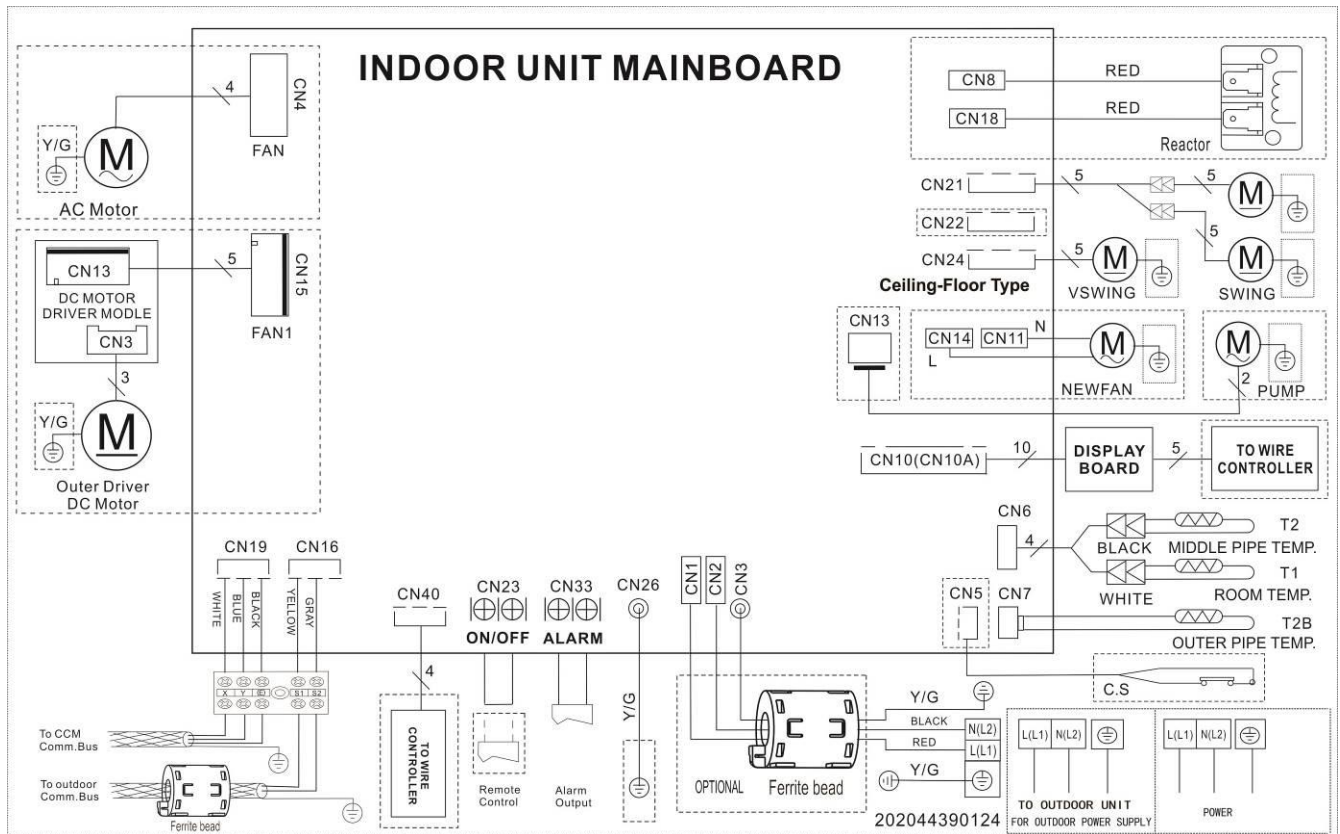 INDOOR UNIT MAINBOARD
4
CN4
FAN
Y/G
M
AC Motor
CN13
5
CN15
DC MOTOR
DRIVER MODLE
FAN1
CN3
3
Y/G
M
Outer Driver
DC Motor
CN8
RED
CN18
RED
Reactor
CN21
5
5
M
CN22
5
CN24
5
M
M
Ceiling-Floor Type
VSWING
SWING
CN13
CN14
CN11
N
L
M
NEWFAN
M
2
PUMP
CN10(CN10A)
10
DISPLAY
BOARD
5
TO WIRE
CONTROLLER
CN6
4
BLACK
T2
MIDDLE PIPE TEMP.
WHITE
T1
ROOM TEMP.
CN5
CN7
T2B
OUTER PIPE TEMP.
C.S
CN19
CN16
WHITE
BLUE
BLACK
YELLOW
GRAY
X
Y
E
S1
S2
To CCM
Comm.Bus
To outdoor
Comm.Bus
Ferrite bead
CN40
4
TO WIRE
CONTROLLER
CN23
ON/OFF
Remote
Control
CN33
ALARM
Alarm
Output
CN26
Y/G
CN1
CN2
CN3
OPTIONAL
Ferrite bead
Y/G
BLACK
N(L2)
RED
L(L1)
Y/G
202044390124
L(L1)
N(L2)
TO OUTDOOR UNIT
FOR OUTDOOR POWER SUPPLY
L(L1)
N(L2)
POWER